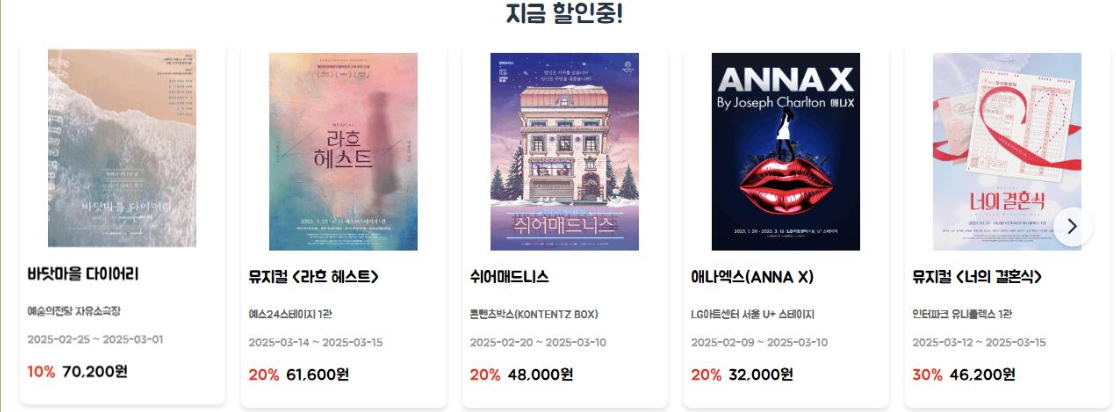 지금 할인중!
바닷마을 다이어리
라흐
헤스트
쉬어매드니스
ANNA X
By Joseph Charlton 애나X
너의 결혼식
바닷마을 다이어리
예술의전당 자유소극장
2025-02-25 ~ 2025-03-01
10% 70,200원
뮤지컬 <라흐 헤스트>
예스24스테이지 1관
2025-03-14 ~ 2025-03-15
20% 61,600원
쉬어매드니스
콘텐츠박스(KONTENTZ BOX)
2025-02-20 ~ 2025-03-10
20% 48,000원
애나엑스(ANNA X)
LG아트센터 서울 U+ 스테이지
2025-02-09 ~ 2025-03-10
20% 32,000원
뮤지컬 <너의 결혼식>
인터파크 유니플렉스 1관
2025-03-12 ~ 2025-03-15
30% 46,200원